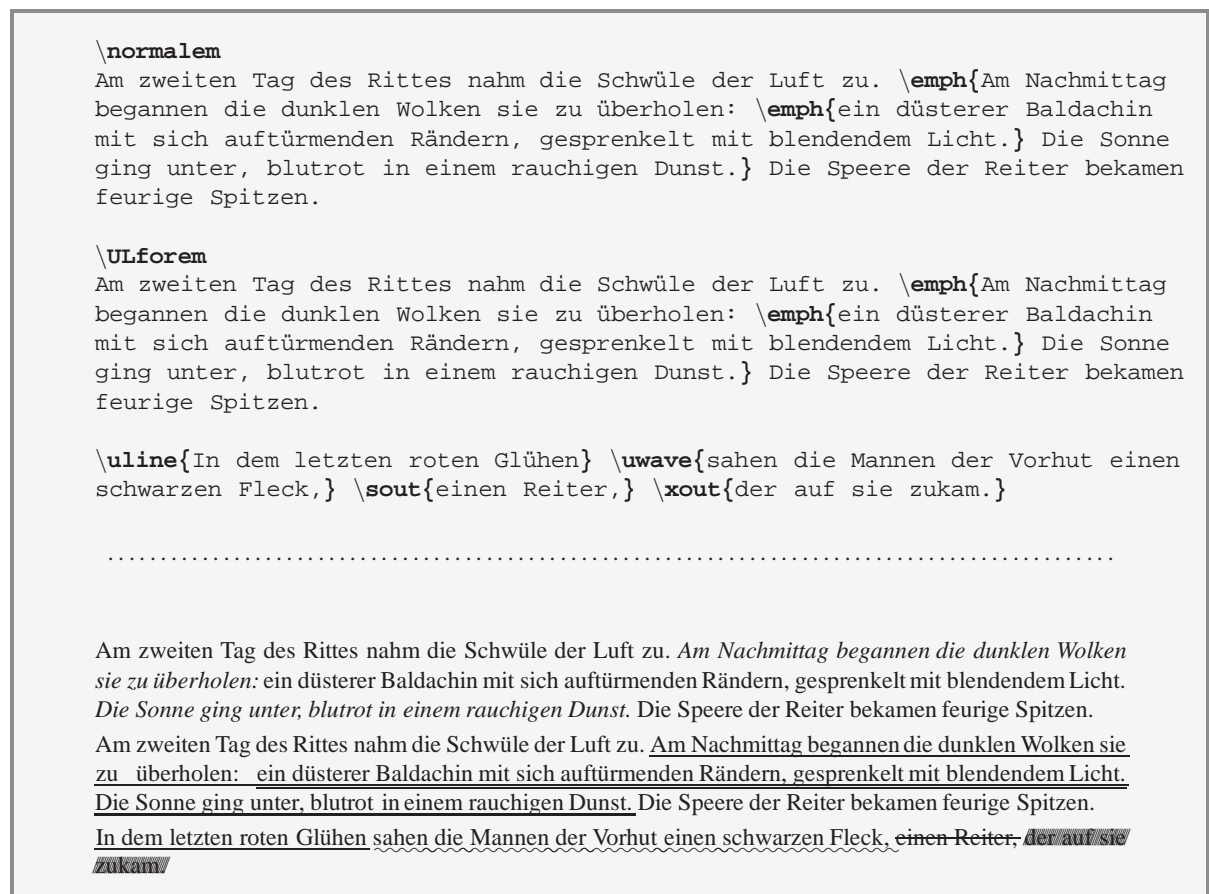 \normalem
Am zweiten Tag des Rittes nahm die Schwüle der Luft zu. \emph{Am Nachmittag
begannen die dunklen Wolken sie zu überholen: \emph{ein düsterer Baldachin
mit sich auftürmenden Rändern, gesprenkelt mit blendendem Licht.} Die Sonne
ging unter, blutrot in einem rauchigen Dunst.} Die Speere der Reiter bekamen
feurige Spitzen.
\ULforem
Am zweiten Tag des Rittes nahm die Schwüle der Luft zu. \emph{Am Nachmittag
begannen die dunklen Wolken sie zu überholen: \emph{ein düsterer Baldachin
mit sich auftürmenden Rändern, gesprenkelt mit blendendem Licht.} Die Sonne
ging unter, blutrot in einem rauchigen Dunst.} Die Speere der Reiter bekamen
feurige Spitzen.
\uline{In dem letzten roten Glühen} \uwave{sahen die Mannen der Vorhut einen
schwarzen Fleck,} \sout{einen Reiter,} \xout{der auf sie zukam.}
Am zweiten Tag des Rittes nahm die Schwüle der Luft zu. Am Nachmittag begannen die dunklen Wolken
sie zu überholen: ein düsterer Baldachin mit sich auftürmenden Rändern, gesprenkelt mit blendendem Licht.
Die Sonne ging unter, blutrot in einem rauchigen Dunst. Die Speere der Reiter bekamen feurige Spitzen.
Am zweiten Tag des Rittes nahm die Schwüle der Luft zu. Am Nachmittag begannen die dunklen Wolken sie
zu überholen: ein düsterer Baldachin mit sich auftürmenden Rändern, gesprenkelt mit blendendem Licht.
Die Sonne ging unter, blutrot in einem rauchigen Dunst. Die Speere der Reiter bekamen feurige Spitzen.
In dem letzten roten Glühen sahen die Mannen der Vorhut einen schwarzen Fleck, einen Reiter, der auf sie
zukam.